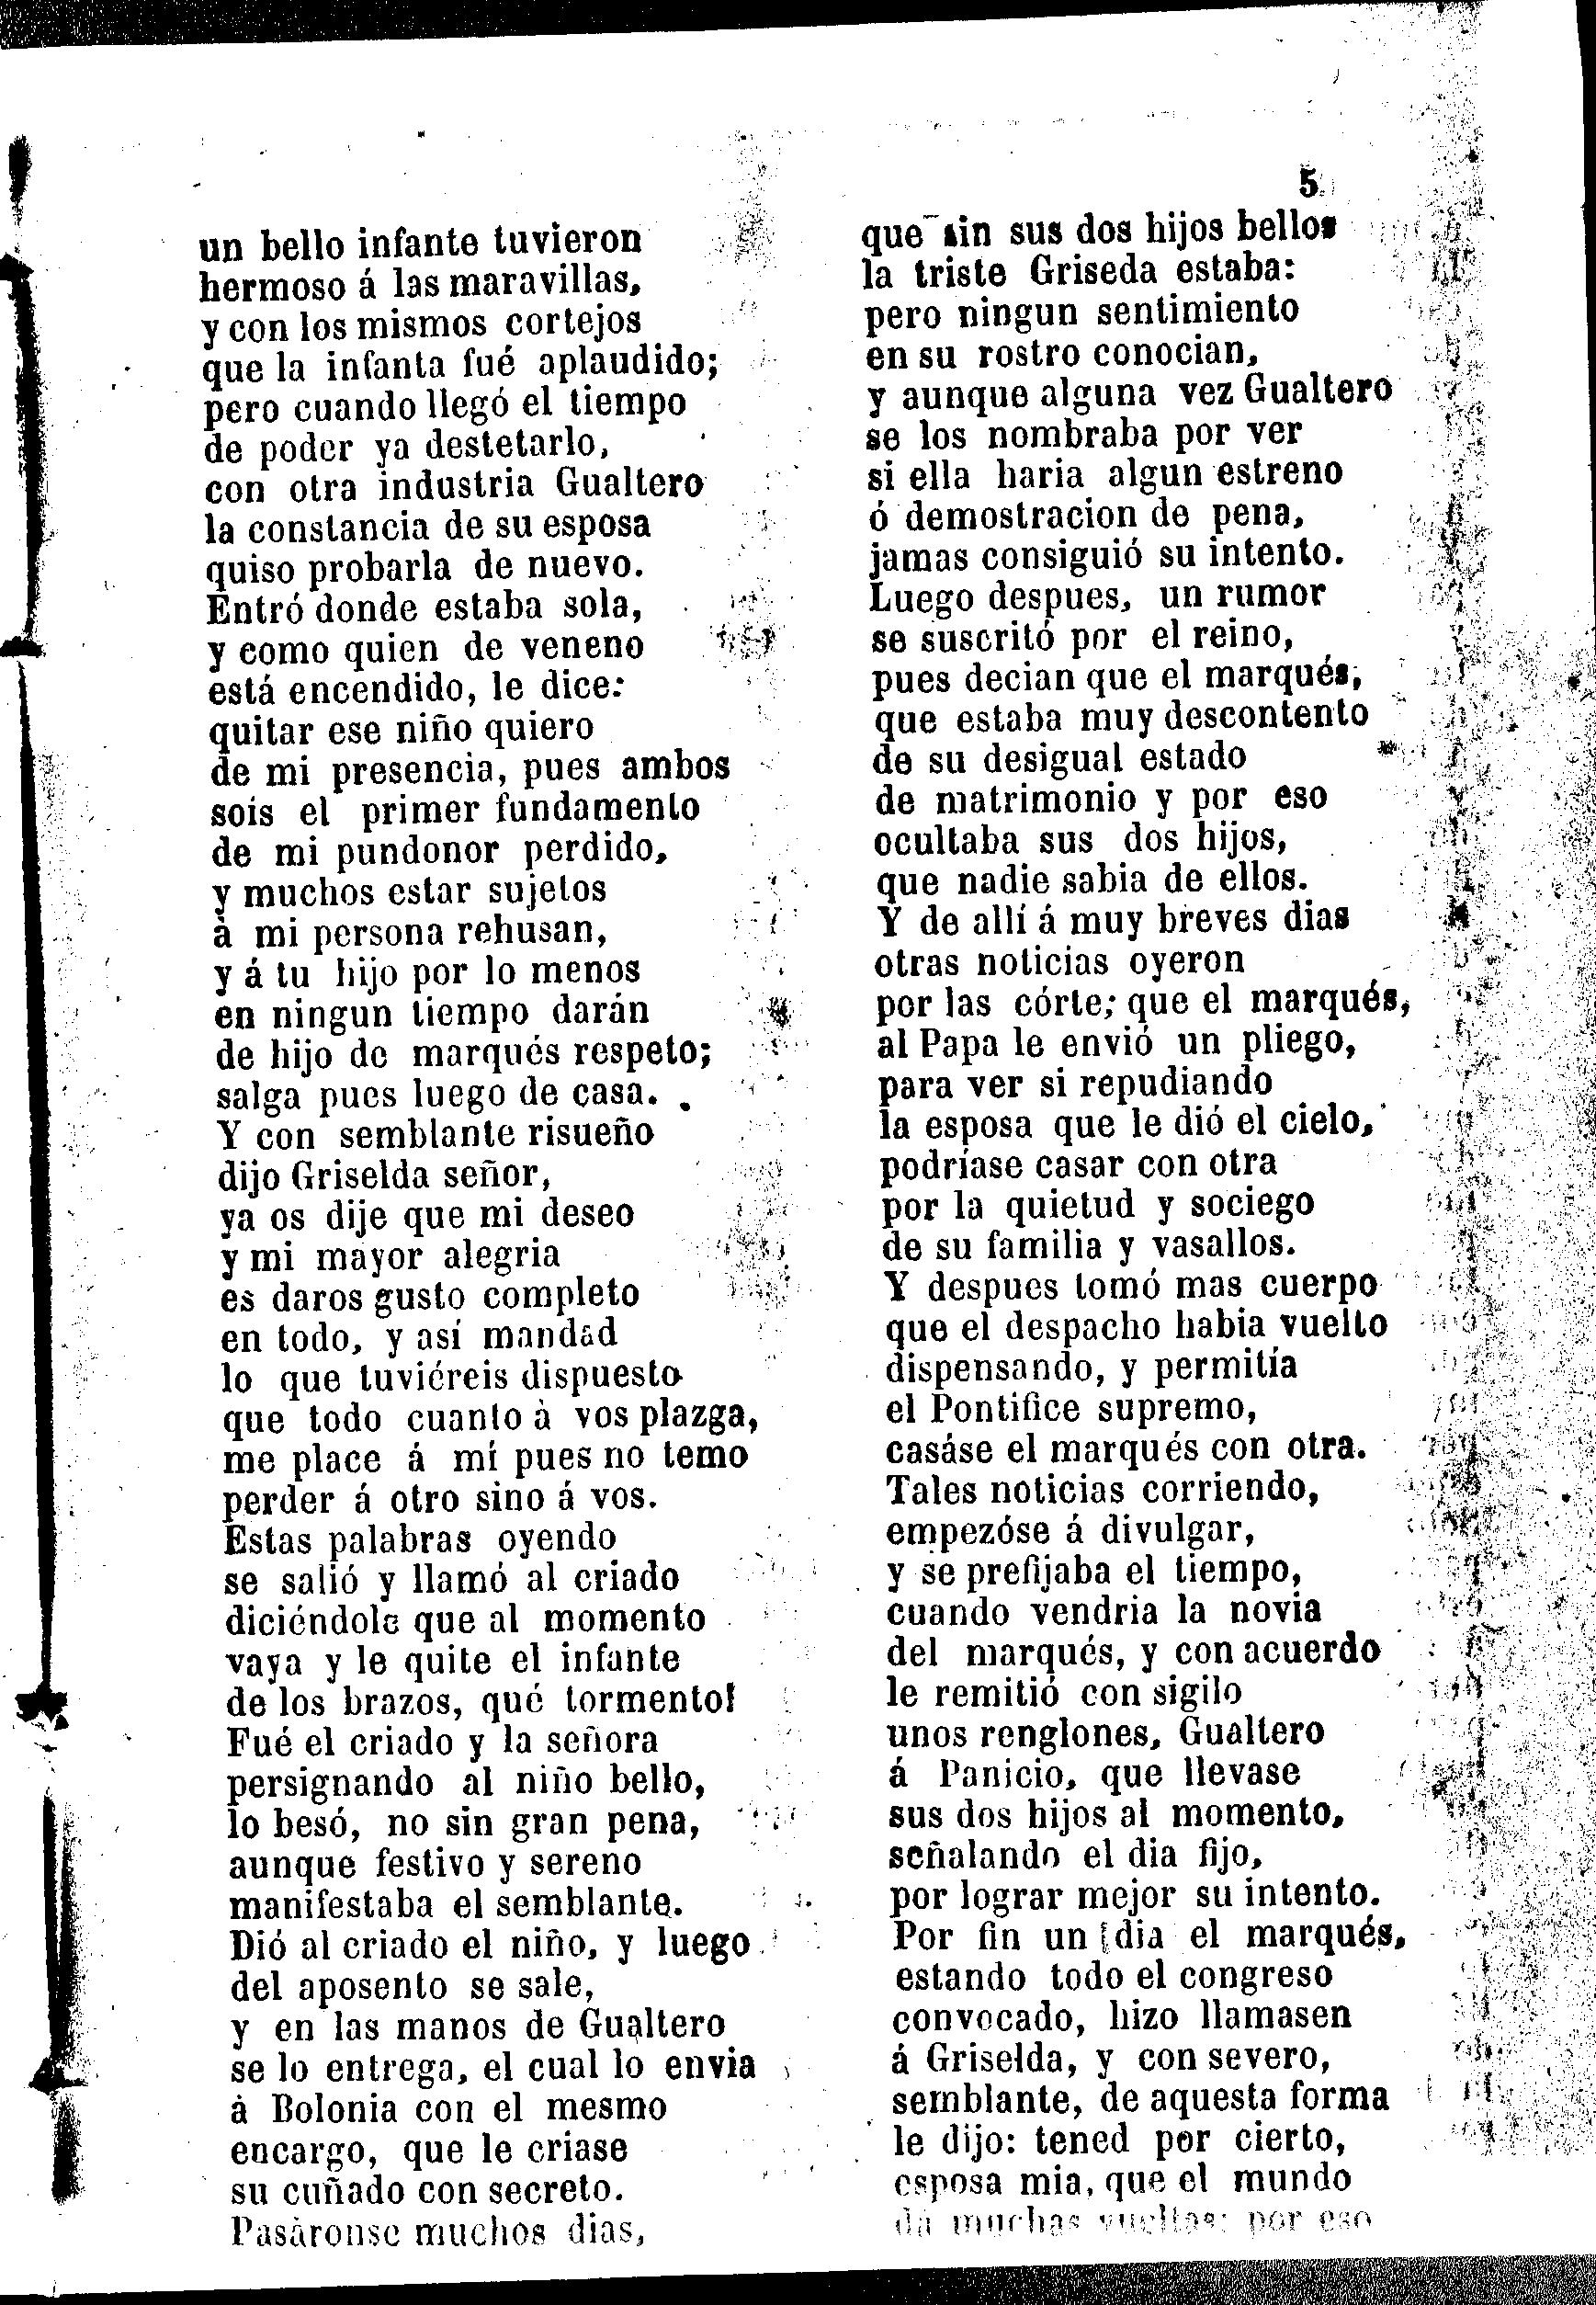 5.
un bello infante tuvieron
hermoso á las maravillas,
y con los mismos cortejos
que la infanta fué aplaudido;
pero cuando llegó el tiempo
de poder ya destetarlo,
con otra industria Gualtero
la constancia de su esposa
quiso probarla de nuevo.
Entró donde estaba sola,
y como quien de veneno
está encendido, le dice:
quitar ese niño quiero
de mi presencia, pues ambos
sois el primer fundamento
de mi pundonor perdido,
y muchos estar sujetos
à mi persona rehusan,
y á tu hijo por lo menos
en ningun tiempo darán
de hijo de marqués respeto;
salga pues luego de casa.
Y con semblante risueño
dijo Griselda señor,
ya os dije que mi deseo
y mi mayor alegria
es daros gusto completo
en todo, y así mandad
lo que tuviéreis dispuesto
que todo cuanto à vos plazga,
me place á mí pues no temo
perder á otro sino á vos.
Estas palabras oyendo
se salió y llamó al criado
diciéndole que al momento
vaya y le quite el infante
de los brazos, qué tormento!
Fué el criado y la señora
persignando al niño bello,
lo besó, no sin gran pena,
aunque festivo y sereno
manifestaba el semblante.
Dió al criado el niño, y luego
del aposento se sale,
y en las manos de Gualtero
se lo entrega, el cual lo envia
à Bolonia con el mesmo
encargo, que le criase
su cuñado con secreto.
Pasàronse muchos dias,
que sin sus dos hijos bellos
la triste Griseda estaba:
pero ningun sentimiento
en su rostro conocian,
y aunque alguna vez Gualtero
se los nombraba por ver
si ella haria algun estreno
ó demostracion de pena,
jamas consiguió su intento.
Luego despues, un rumor
se suscritó por el reino,
pues decian que el marqués,
que estaba muy descontento
de su desigual estado
de matrimonio y por eso
ocultaba sus dos hijos,
que nadie sabia de ellos.
Y de allí á muy breves dias
otras noticias oyeron
por las córte; que el marqués,
al Papa le envió un pliego,
para ver si repudiando
la esposa que le dió el cielo,
podríase casar con otra
por la quietud y sociego
de su familia y vasallos.
Y despues tomó mas cuerpo
que el despacho habia vuelto
dispensando, y permitía
el Pontifice supremo,
casáse el marqués con otra.
Tales noticias corriendo,
empezóse á divulgar,
y se prefijaba el tiempo,
cuando vendria la novia
del marqués, y con acuerdo
le remitió con sigilo
unos renglones, Gualtero
á Panicio, que llevase
sus dos hijos al momento,
señalando el dia fijo,
por lograr mejor su intento.
Por fin un dia el marqués,
estando todo el congreso
convocado, hizo llamasen
á Griselda, y con severo,
semblante, de aquesta forma
le dijo: tened por cierto,
esposa mia, que el mundo
dà muchas vueltas: por eso